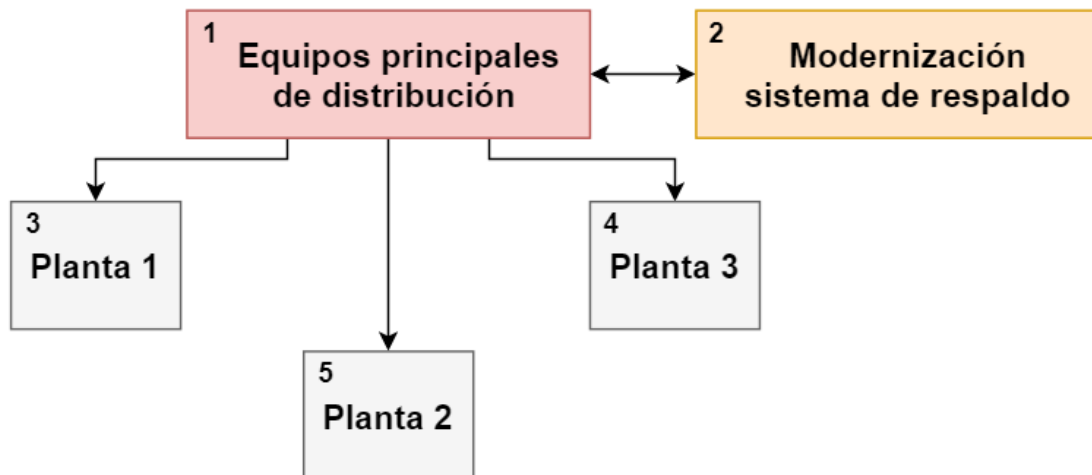 1
Equipos principales
de distribución
2
Modernización
sistema de respaldo
3
Planta 1
4
Planta 3
5
Planta 2